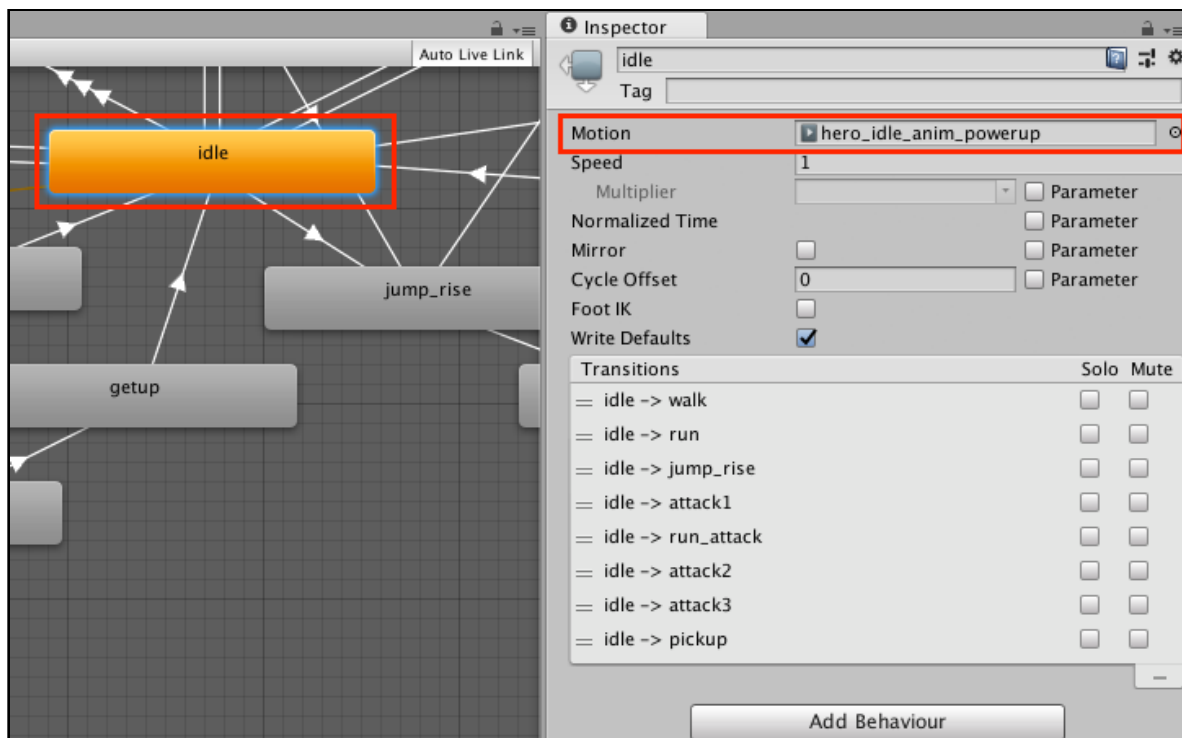 Auto Live Link
idle
jump_rise
getup
Inspector
idle
Tag
Motion hero_idle_anim_powerup
Speed 1
Multiplier Parameter
Normalized Time Parameter
Mirror Parameter
Cycle Offset 0 Parameter
Foot IK
Write Defaults
Transitions Solo Mute
= idle -> walk
= idle -> run
= idle -> jump_rise
= idle -> attack1
= idle -> run_attack
= idle -> attack2
= idle -> attack3
= idle -> pickup
Add Behaviour